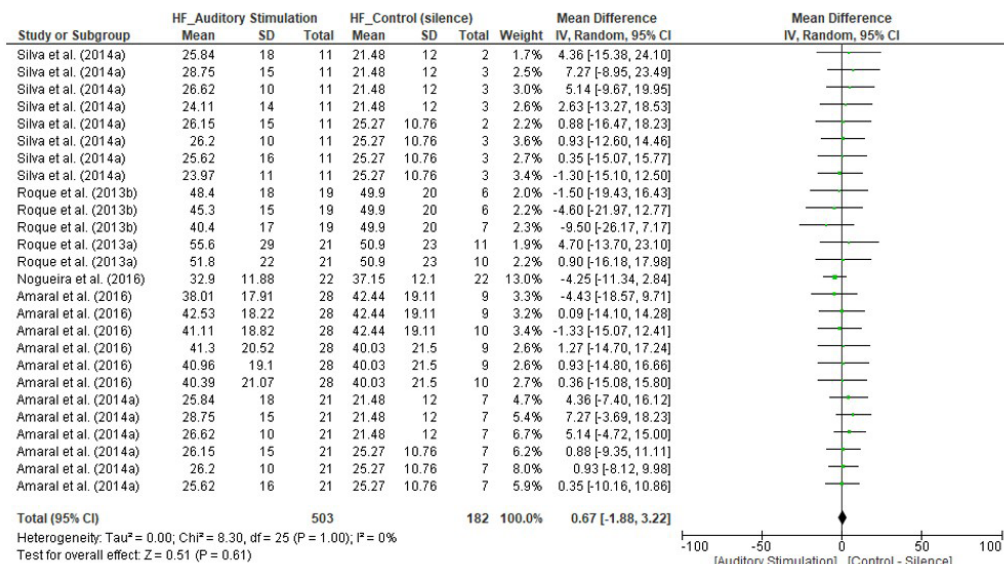 HF_Auditory Stimulation HF_Control (silence) Mean Difference Mean Difference
Study or Subgroup Mean SD Total Mean SD Total Weight IV, Random, 95% CI IV, Random, 95% CI
Silva et al. (2014a) 25.84 18 11 21.48 12 2 1.7% 4.36 [-15.38, 24.10]
Silva et al. (2014a) 28.75 15 11 21.48 12 3 2.5% 7.27 [-8.95, 23.49]
Silva et al. (2014a) 26.62 10 11 21.48 12 3 3.0% 5.14 [-9.67, 19.95]
Silva et al. (2014a) 24.11 14 11 21.48 12 3 2.6% 2.63 [-13.27, 18.53]
Silva et al. (2014a) 26.15 15 11 25.27 10.76 2 2.2% 0.88 [-16.47, 18.23]
Silva et al. (2014a) 26.2 10 11 25.27 10.76 3 3.6% 0.93 [-12.60, 14.46]
Silva et al. (2014a) 25.62 16 11 25.27 10.76 3 2.7% 0.35 [-15.07, 15.77]
Silva et al. (2014a) 23.97 11 11 25.27 10.76 3 3.4% -1.30 [-15.10, 12.50]
Roque et al. (2013b) 48.4 18 19 49.9 20 6 2.0% -1.50 [-19.43, 16.43]
Roque et al. (2013b) 45.3 15 19 49.9 20 6 2.2% -4.60 [-21.97, 12.77]
Roque et al. (2013b) 40.4 17 19 49.9 20 7 2.3% -9.50 [-26.17, 7.17]
Roque et al. (2013a) 55.6 29 21 50.9 23 11 1.9% 4.70 [-13.70, 23.10]
Roque et al. (2013a) 51.8 22 21 50.9 23 10 2.2% 0.90 [-16.18, 17.98]
Nogueira et al. (2016) 32.9 11.88 22 37.15 12.1 22 13.0% -4.25 [-11.34, 2.84]
Amaral et al. (2016) 38.01 17.91 28 42.44 19.11 9 3.3% -4.43 [-18.57, 9.71]
Amaral et al. (2016) 42.53 18.22 28 42.44 19.11 9 3.2% 0.09 [-14.10, 14.28]
Amaral et al. (2016) 41.11 18.82 28 42.44 19.11 10 3.4% -1.33 [-15.07, 12.41]
Amaral et al. (2016) 41.3 20.52 28 40.03 21.5 9 2.6% 1.27 [-14.70, 17.24]
Amaral et al. (2016) 40.96 19.1 28 40.03 21.5 9 2.6% 0.93 [-14.80, 16.66]
Amaral et al. (2016) 40.39 21.07 28 40.03 21.5 10 2.7% 0.36 [-15.08, 15.80]
Amaral et al. (2014a) 25.84 18 21 21.48 12 7 4.7% 4.36 [-7.40, 16.12]
Amaral et al. (2014a) 28.75 15 21 21.48 12 7 5.4% 7.27 [-3.69, 18.23]
Amaral et al. (2014a) 26.62 10 21 21.48 12 7 6.7% 5.14 [-4.72, 15.00]
Amaral et al. (2014a) 26.15 15 21 25.27 10.76 7 6.2% 0.88 [-9.35, 11.11]
Amaral et al. (2014a) 26.2 10 21 25.27 10.76 7 8.0% 0.93 [-8.12, 9.98]
Amaral et al. (2014a) 25.62 16 21 25.27 10.76 7 5.9% 0.35 [-10.16, 10.86]
Total (95% CI) 503 182 100.0% 0.67 [-1.88, 3.22]
Heterogeneity: Tau² = 0.00; Chi² = 8.30, df = 25 (P = 1.00); I² = 0%
Test for overall effect: Z = 0.51 (P = 0.61)
-100 -50 0 50 100
[Auditory Stimulation] [Control - Silence]